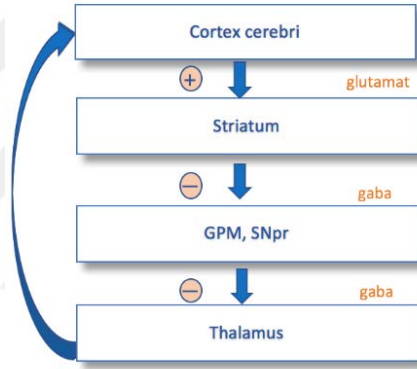 Cortex cerebri
+
glutamat
Striatum
−
gaba
GPM, SNpr
−
gaba
Thalamus